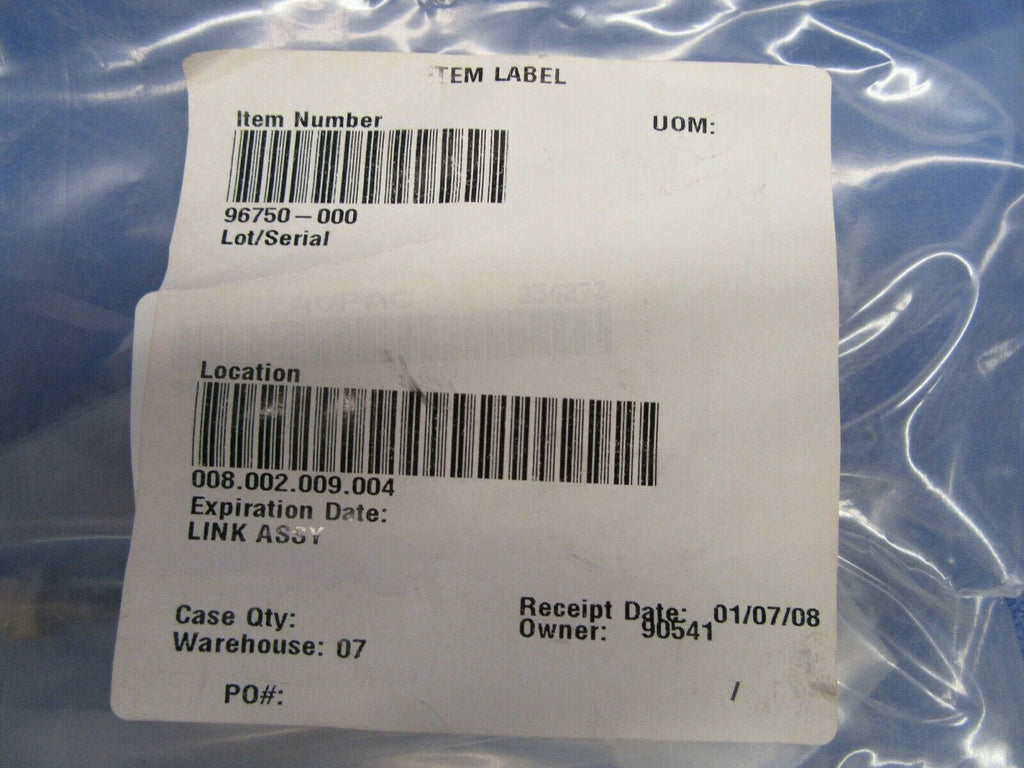 ITEM LABEL
Item Number
UOM:
96750-000
Lot/Serial
Location
008.002.009.004
Expiration Date:
LINK ASSY
Case Qty:
Receipt Date: 01/07/08
Warehouse: 07
Owner: 90541
PO#:
/